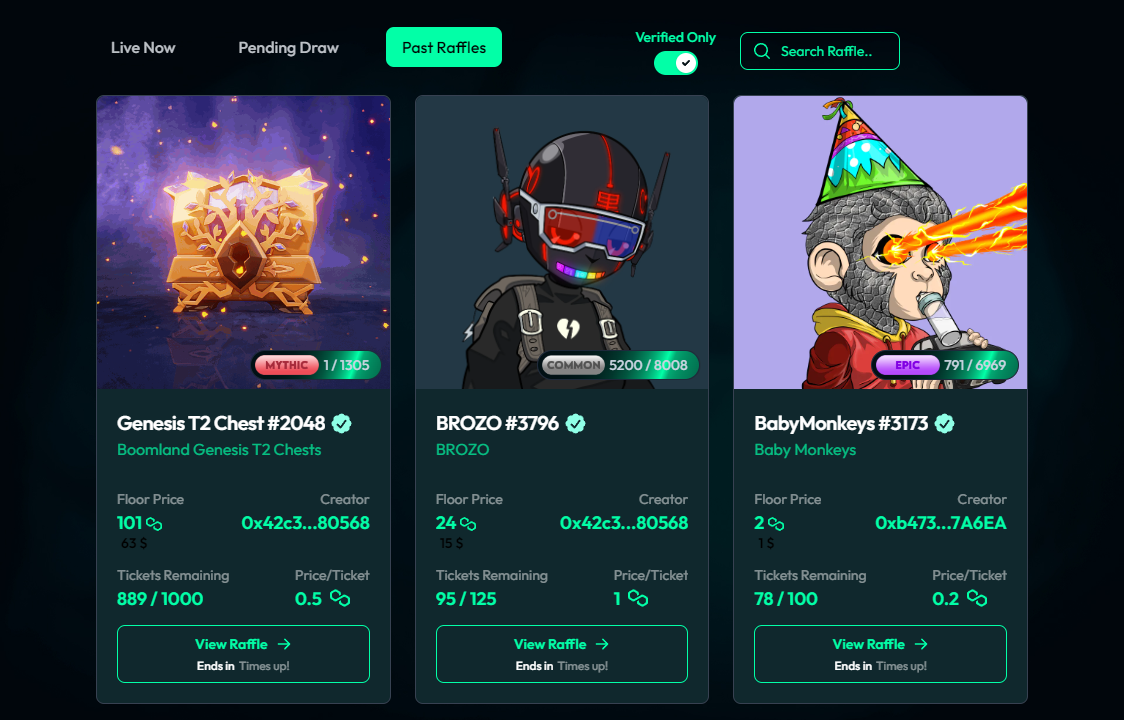 Live Now
Pending Draw
Past Raffles
Verified Only
Search Raffle..
MYTHIC 1 / 1305
COMMON 5200 / 8008
EPIC 791 / 6969
Genesis T2 Chest #2048
Boomland Genesis T2 Chests
Floor Price Creator
101 0x42c3...80568
63 $
Tickets Remaining Price/Ticket
889 / 1000 0.5
View Raffle
Ends in Times up!
BROZO #3796
BROZO
Floor Price Creator
24 0x42c3...80568
15 $
Tickets Remaining Price/Ticket
95 / 125 1
View Raffle
Ends in Times up!
BabyMonkeys #3173
Baby Monkeys
Floor Price Creator
2 0xb473...7A6EA
1 $
Tickets Remaining Price/Ticket
78 / 100 0.2
View Raffle
Ends in Times up!